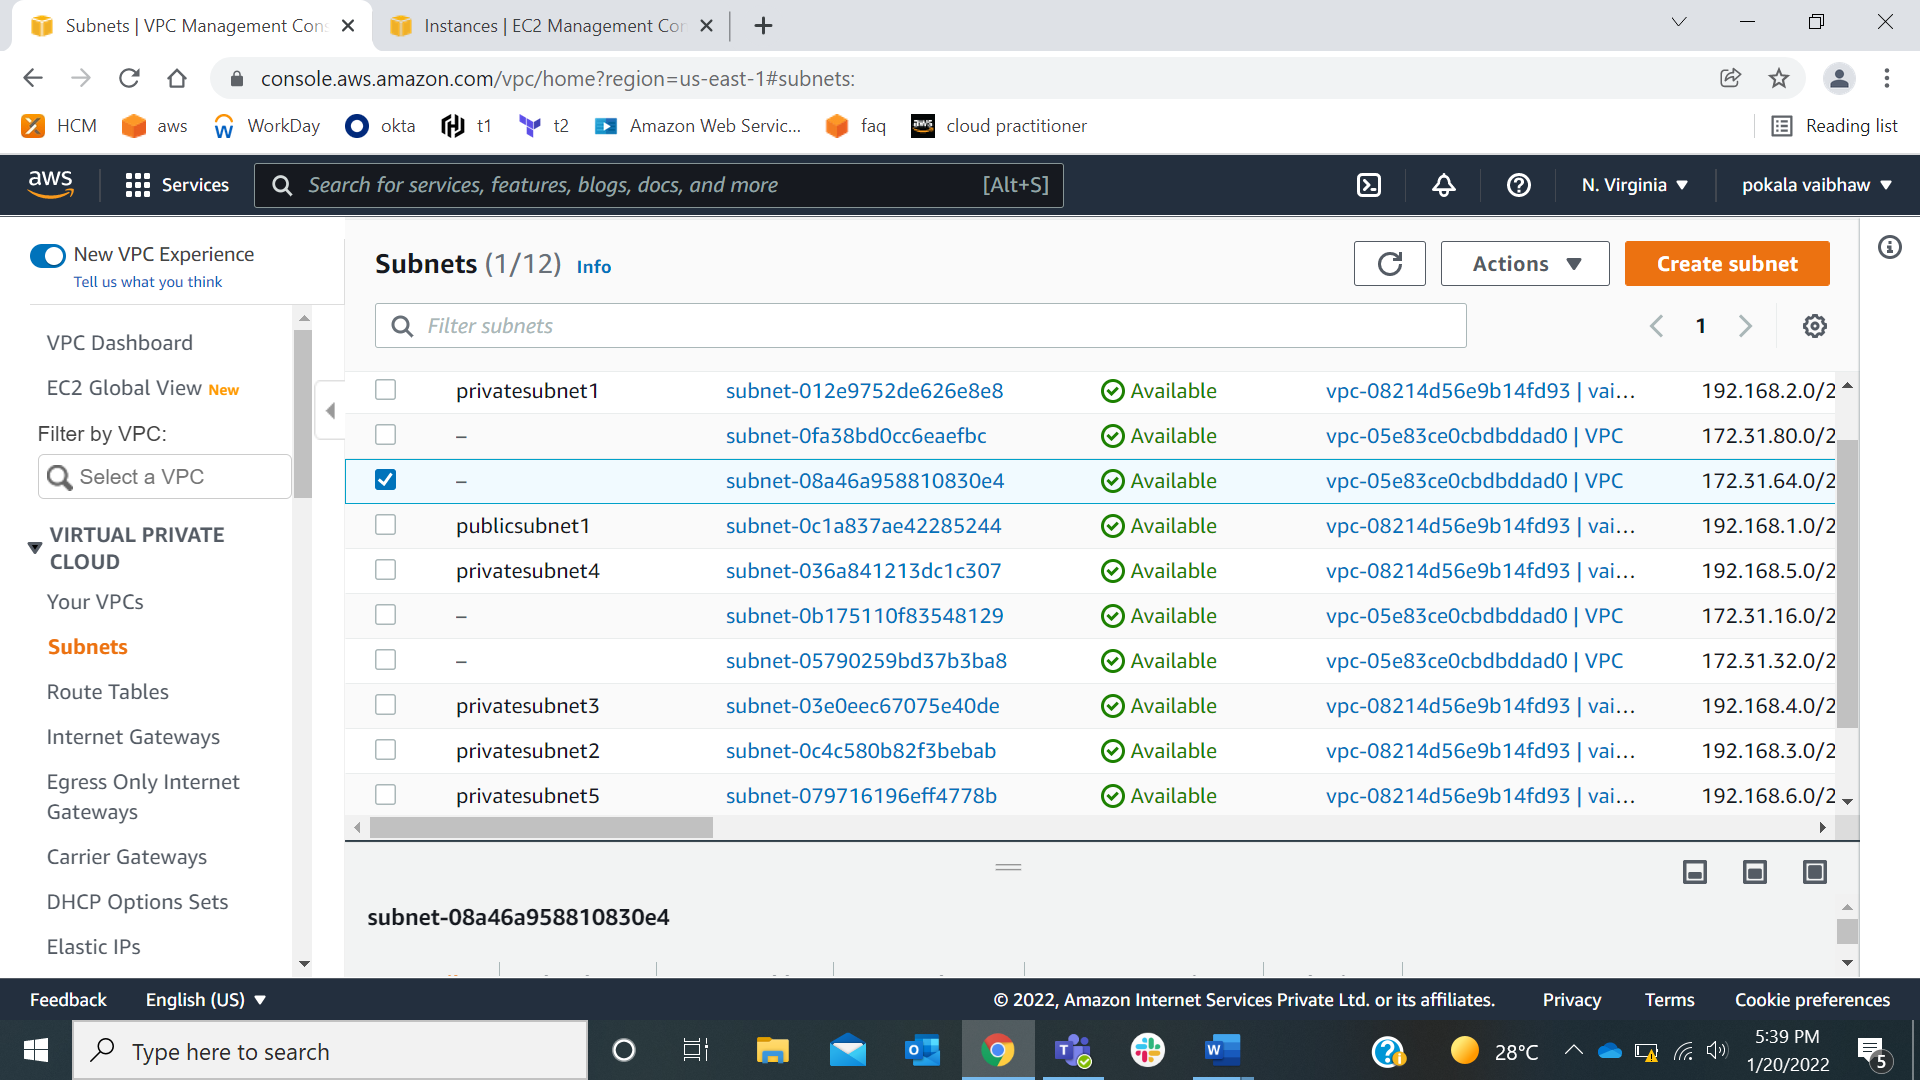 Subnets | VPC Management Cons
Instances | EC2 Management Con
console.aws.amazon.com/vpc/home?region=us-east-1#subnets:
HCM aws WorkDay okta t1 t2 Amazon Web Servic... faq cloud practitioner Reading list
aws Services Search for services, features, blogs, docs, and more [Alt+S] N. Virginia pokala vaibhaw
New VPC Experience
Tell us what you think
VPC Dashboard
EC2 Global View New
Filter by VPC:
Select a VPC
VIRTUAL PRIVATE
CLOUD
Your VPCs
Subnets
Route Tables
Internet Gateways
Egress Only Internet
Gateways
Carrier Gateways
DHCP Options Sets
Elastic IPs
Subnets (1/12) Info
Actions
Create subnet
Filter subnets
1
privatesubnet1 subnet-012e9752de626e8e8 Available vpc-08214d56e9b14fd93 | vai... 192.168.2.0/2
– subnet-0fa38bd0cc6eaefbc Available vpc-05e83ce0cbdbddad0 | VPC 172.31.80.0/2
– subnet-08a46a958810830e4 Available vpc-05e83ce0cbdbddad0 | VPC 172.31.64.0/2
publicsubnet1 subnet-0c1a837ae42285244 Available vpc-08214d56e9b14fd93 | vai... 192.168.1.0/2
privatesubnet4 subnet-036a841213dc1c307 Available vpc-08214d56e9b14fd93 | vai... 192.168.5.0/2
– subnet-0b175110f83548129 Available vpc-05e83ce0cbdbddad0 | VPC 172.31.16.0/2
– subnet-05790259bd37b3ba8 Available vpc-05e83ce0cbdbddad0 | VPC 172.31.32.0/2
privatesubnet3 subnet-03e0eec67075e40de Available vpc-08214d56e9b14fd93 | vai... 192.168.4.0/2
privatesubnet2 subnet-0c4c580b82f3bebab Available vpc-08214d56e9b14fd93 | vai... 192.168.3.0/2
privatesubnet5 subnet-079716196eff4778b Available vpc-08214d56e9b14fd93 | vai... 192.168.6.0/2
subnet-08a46a958810830e4
Feedback English (US) © 2022, Amazon Internet Services Private Ltd. or its affiliates. Privacy Terms Cookie preferences
Type here to search
28°C
5:39 PM
1/20/2022
5